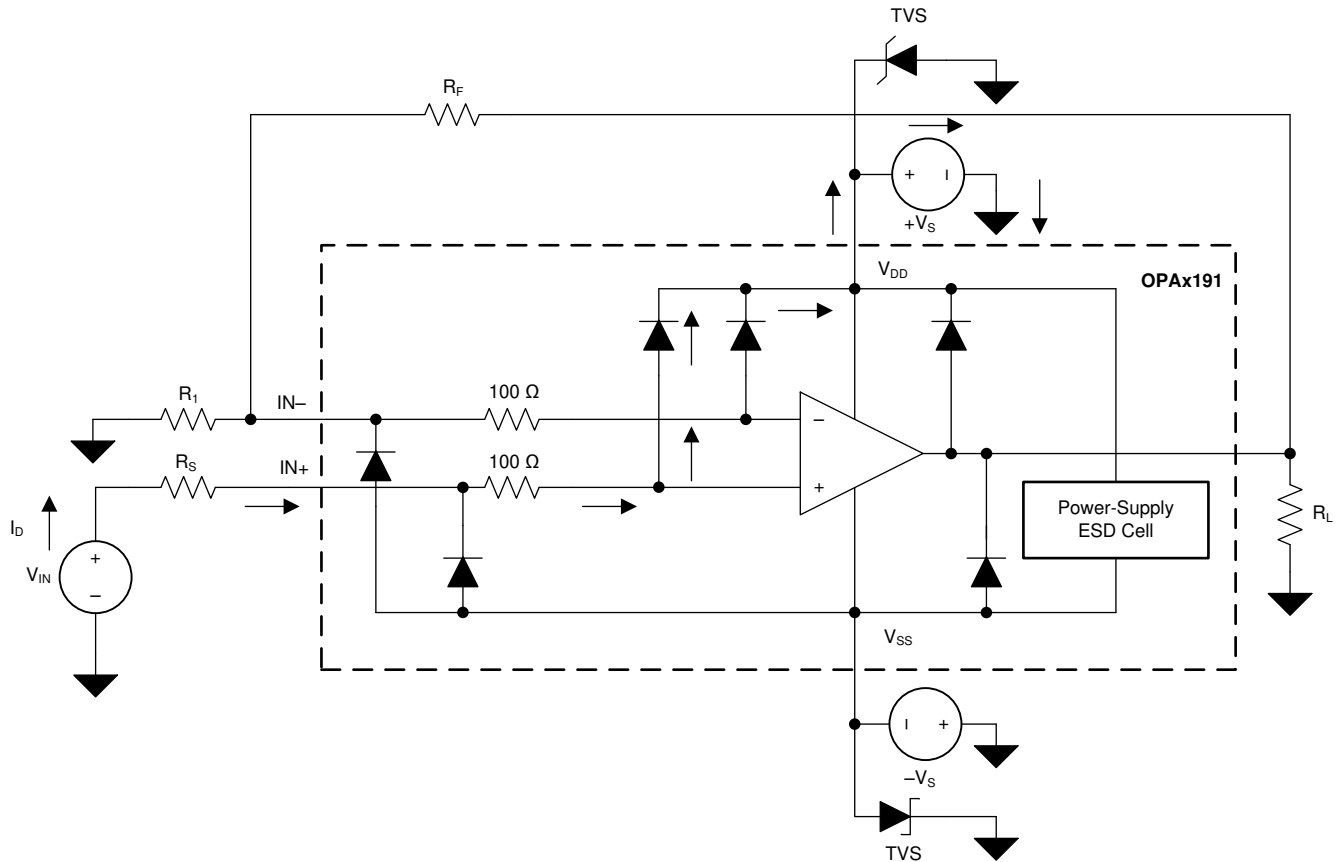 TVS
R_F
+ –
+V_S
V_DD
OPAx191
R_1
IN–
100 Ω
–
R_S
IN+
100 Ω
+
Power-Supply
ESD Cell
R_L
I_D
V_IN
+
–
V_SS
– +
–V_S
TVS